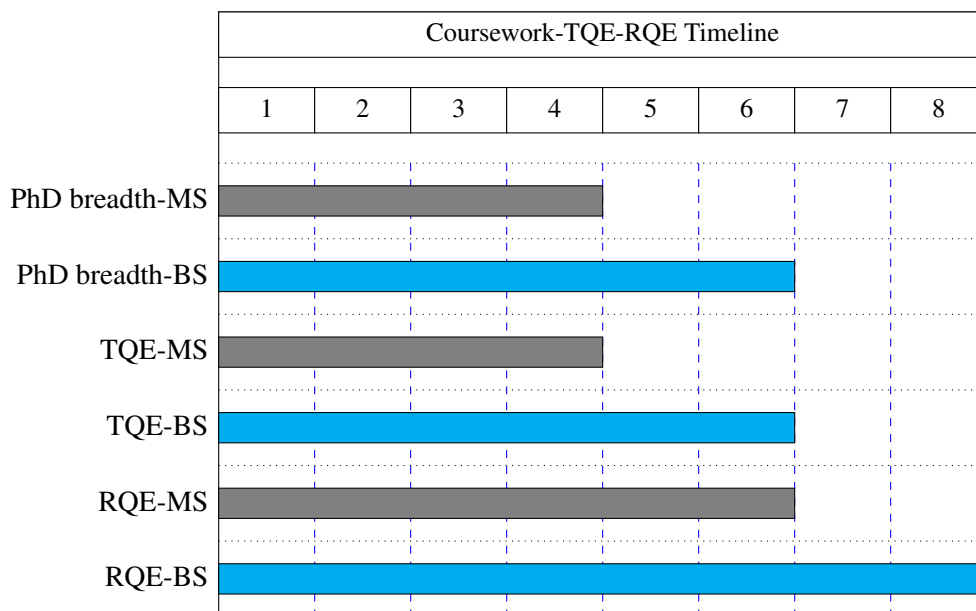 Coursework-TQE-RQE Timeline
1 2 3 4 5 6 7 8
PhD breadth-MS
PhD breadth-BS
TQE-MS
TQE-BS
RQE-MS
RQE-BS